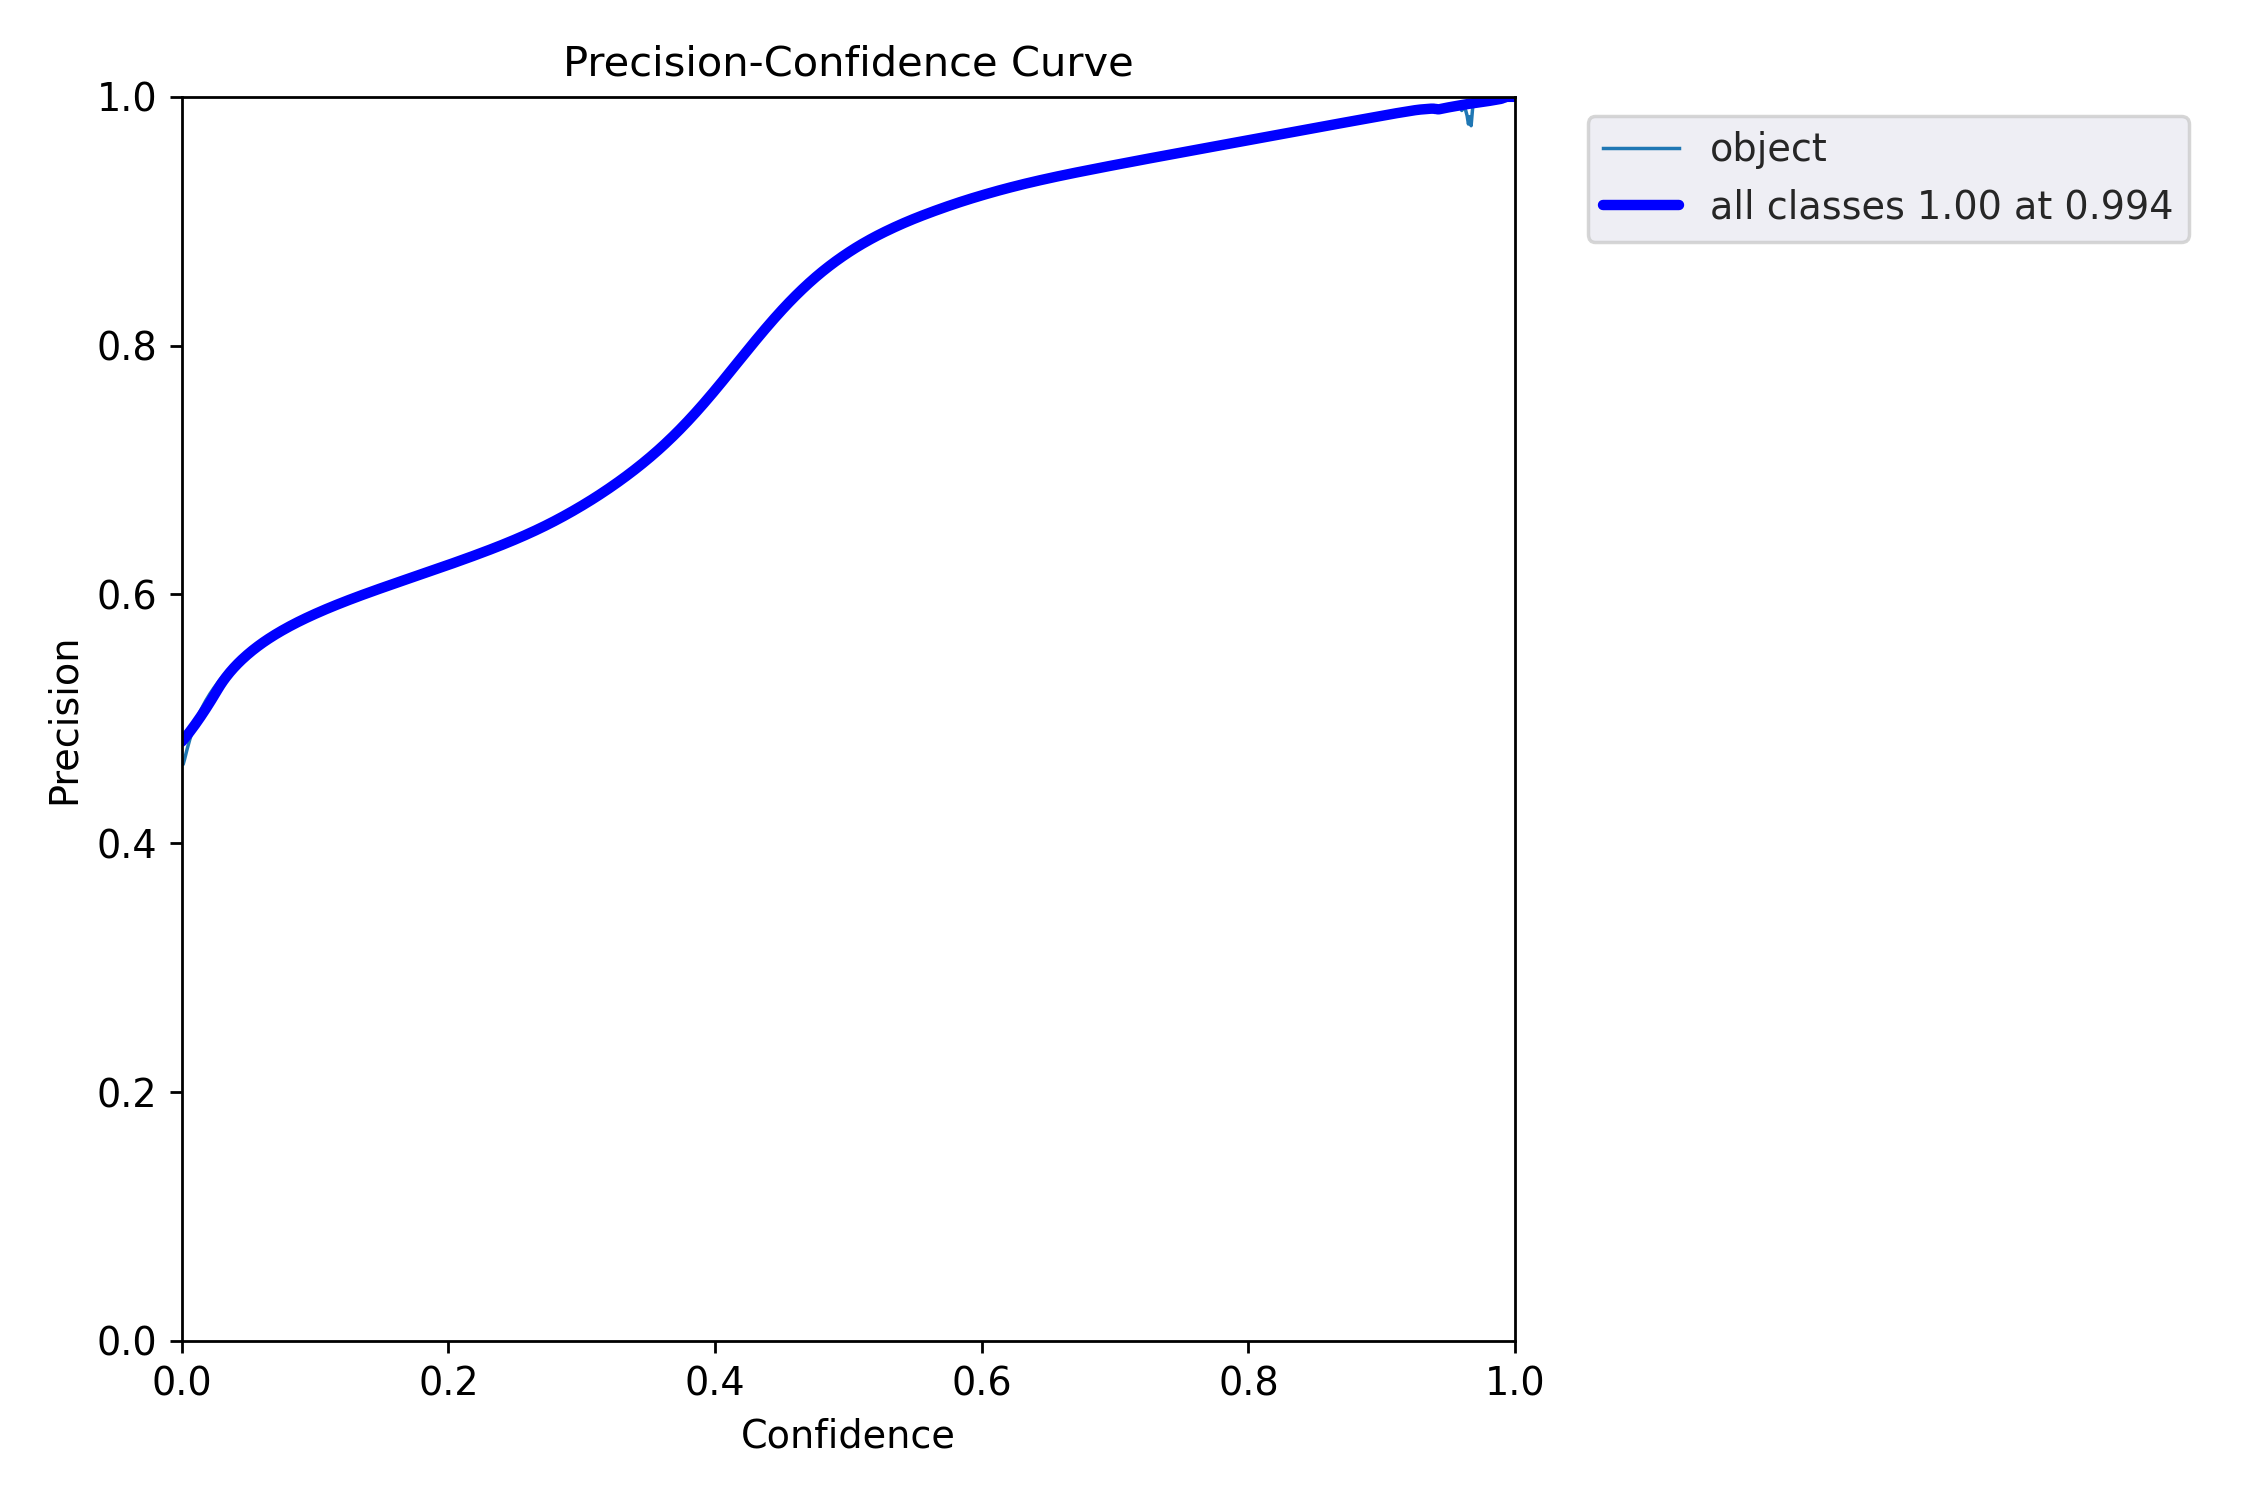 Precision-Confidence Curve
1.0
0.8
0.6
0.4
0.2
0.0
Precision
0.0 0.2 0.4 0.6 0.8 1.0
Confidence
object
all classes 1.00 at 0.994